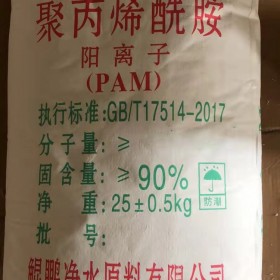 聚丙烯酰胺
阳离子
(PAM)
执行标准:GB/T17514-2017
分子量:≥
固含量:≥90%
净 重:25±0.5kg
批 号:
防潮
鲲鹏净水原料有限公司